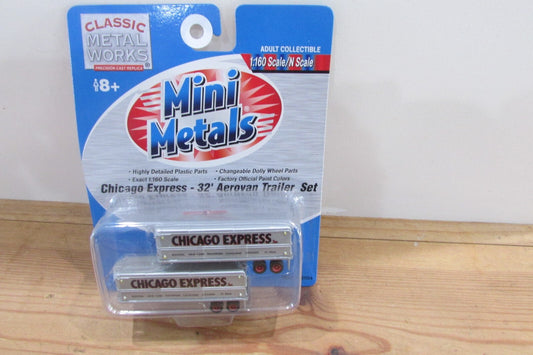 CLASSIC
METAL
WORKS
PRECISION CAST REPLICA
AGE 8+
ADULT COLLECTIBLE
1:160 Scale/N Scale
Mini
Metals
• Highly Detailed Plastic Parts
• Changeable Dolly Wheel Parts
• Exact 1:160 Scale
• Factory Official Paint Colors
Chicago Express - 32' Aerovan Trailer Set
CHICAGO EXPRESS Inc
CHICAGO EXPRESS